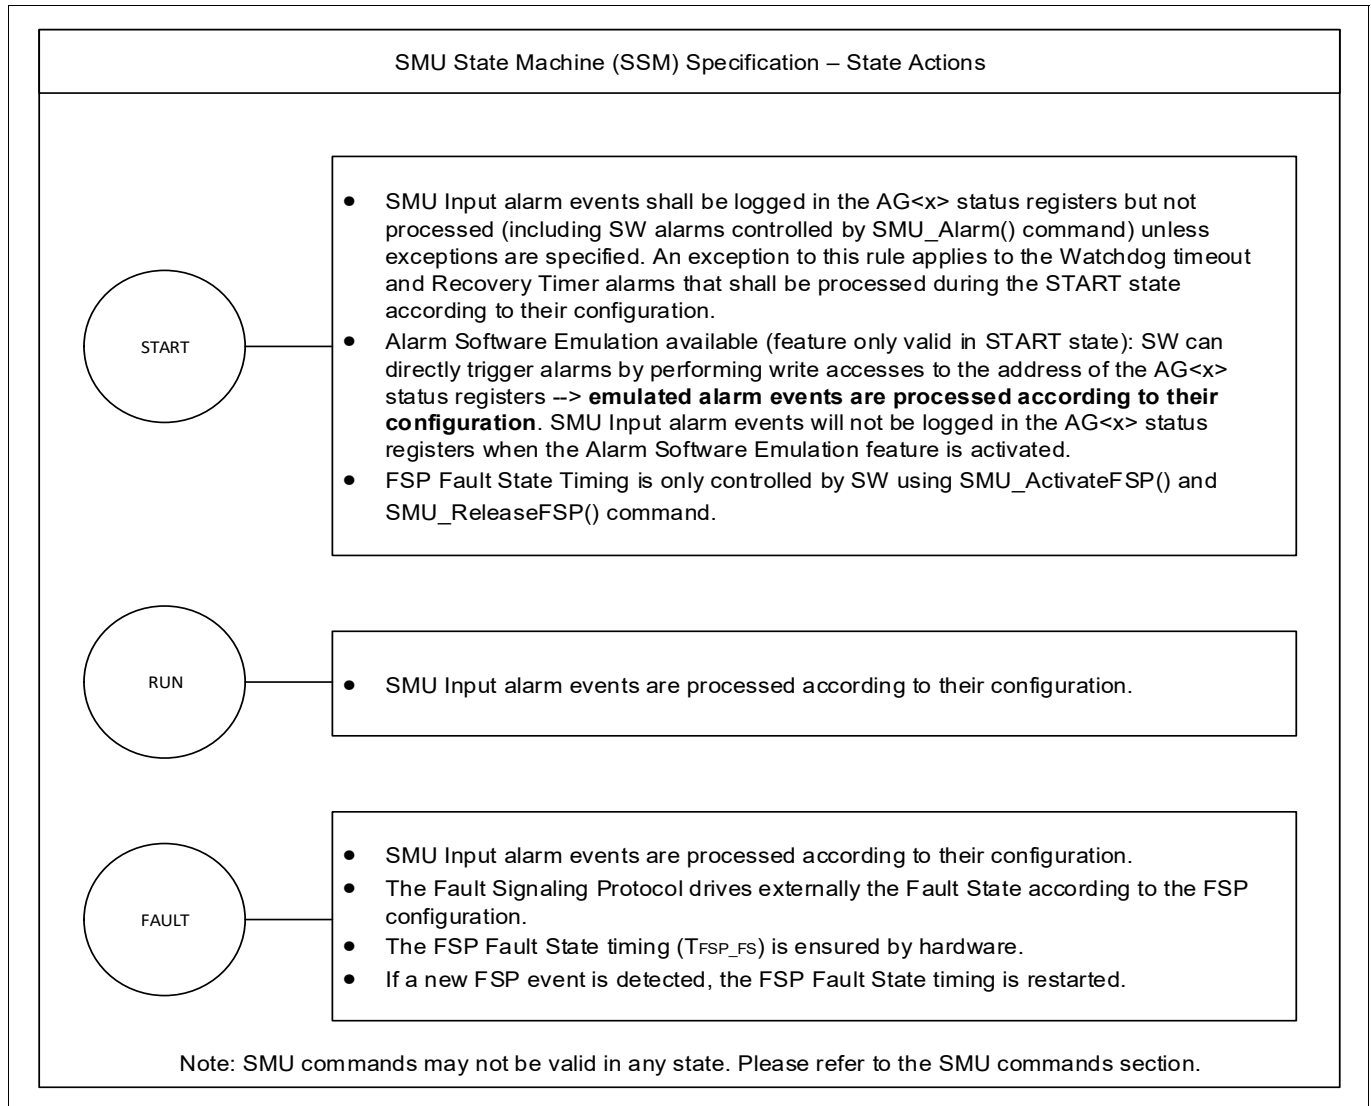 SMU State Machine (SSM) Specification – State Actions
START
● SMU Input alarm events shall be logged in the AG<x> status registers but not
processed (including SW alarms controlled by SMU_Alarm() command) unless
exceptions are specified. An exception to this rule applies to the Watchdog timeout
and Recovery Timer alarms that shall be processed during the START state
according to their configuration.
● Alarm Software Emulation available (feature only valid in START state): SW can
directly trigger alarms by performing write accesses to the address of the AG<x>
status registers --> emulated alarm events are processed according to their
configuration. SMU Input alarm events will not be logged in the AG<x> status
registers when the Alarm Software Emulation feature is activated.
● FSP Fault State Timing is only controlled by SW using SMU_ActivateFSP() and
SMU_ReleaseFSP() command.
RUN
● SMU Input alarm events are processed according to their configuration.
FAULT
● SMU Input alarm events are processed according to their configuration.
● The Fault Signaling Protocol drives externally the Fault State according to the FSP
configuration.
● The FSP Fault State timing (TFSP_FS) is ensured by hardware.
● If a new FSP event is detected, the FSP Fault State timing is restarted.
Note: SMU commands may not be valid in any state. Please refer to the SMU commands section.